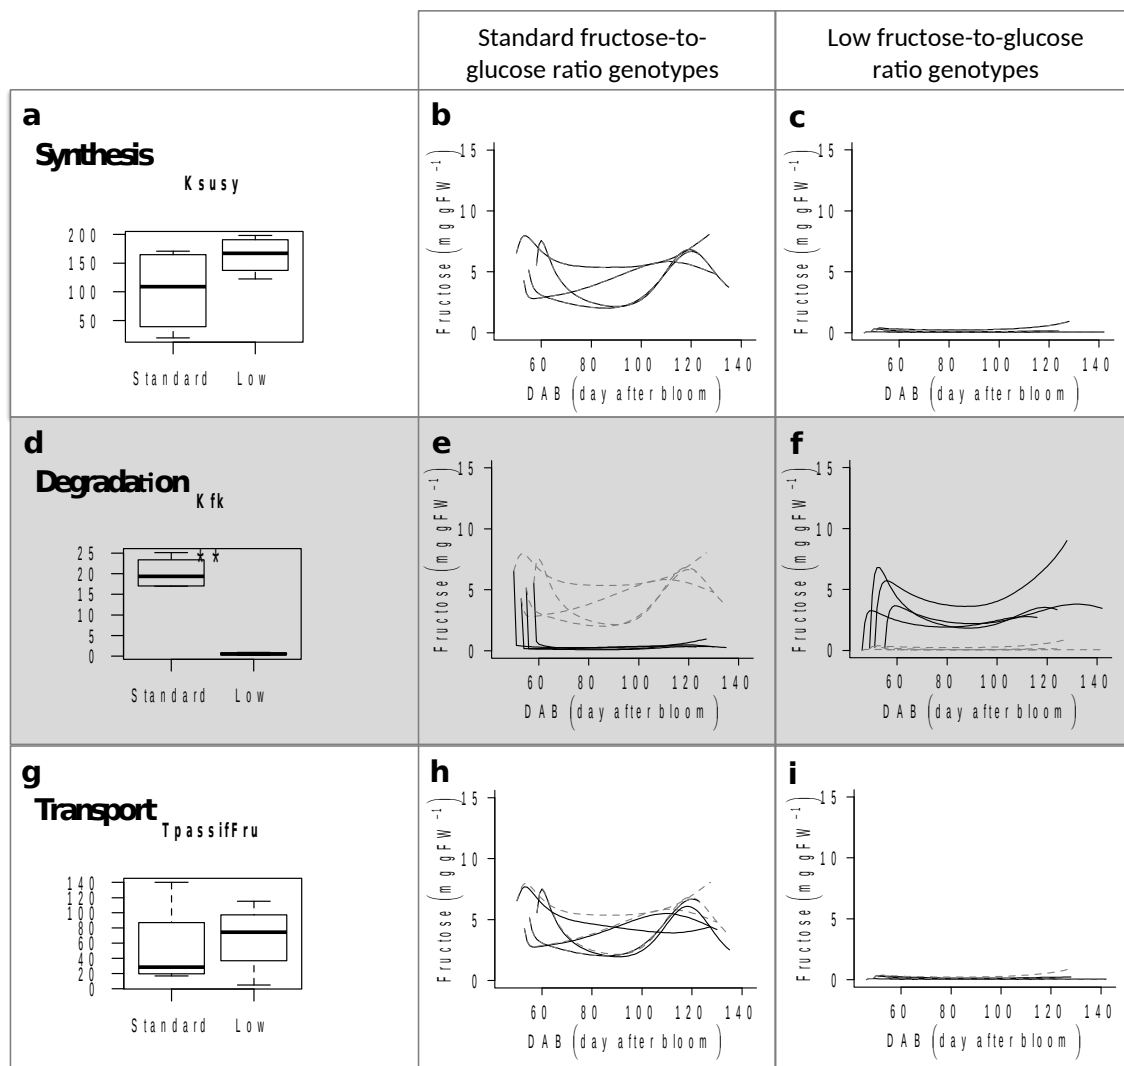 Standard fructose-to-
glucose ratio genotypes
Low fructose-to-glucose
ratio genotypes
a
Synthesis
Ksusy
200
150
100
50
Standard Low
b
Fructose (mg gFW⁻¹)
15
10
5
0
60 80 100 120 140
DAB (day after bloom)
c
Fructose (mg gFW⁻¹)
15
10
5
0
60 80 100 120 140
DAB (day after bloom)
d
Degradation
Kfk
**
25
20
15
10
5
0
Standard Low
e
Fructose (mg gFW⁻¹)
15
10
5
0
60 80 100 120 140
DAB (day after bloom)
f
Fructose (mg gFW⁻¹)
15
10
5
0
60 80 100 120 140
DAB (day after bloom)
g
Transport
TpassifFru
140
120
100
80
60
40
20
0
Standard Low
h
Fructose (mg gFW⁻¹)
15
10
5
0
60 80 100 120 140
DAB (day after bloom)
i
Fructose (mg gFW⁻¹)
15
10
5
0
60 80 100 120 140
DAB (day after bloom)